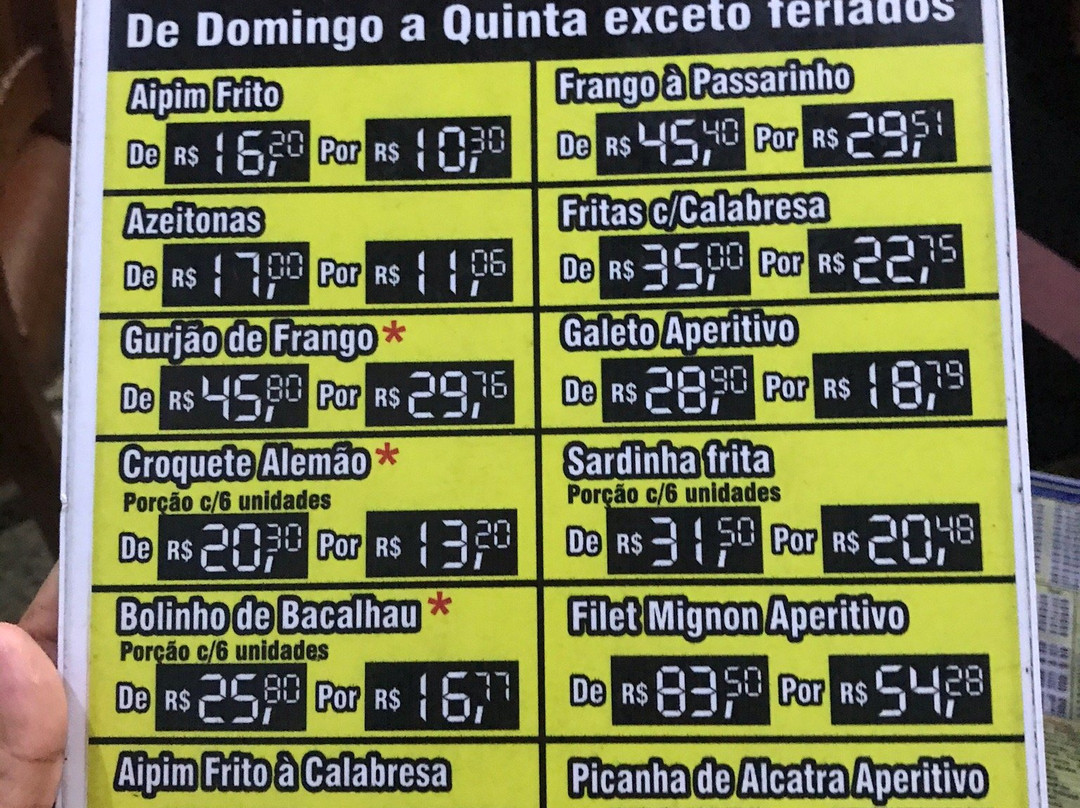 De Domingo a Quinta exceto feriados
Aipim Frito
De R$ 16,20 Por R$ 10,30
Azeitonas
De R$ 17,00 Por R$ 11,06
Gurjão de Frango *
De R$ 45,80 Por R$ 29,76
Croquete Alemão *
Porção c/6 unidades
De R$ 20,30 Por R$ 13,20
Bolinho de Bacalhau *
Porção c/6 unidades
De R$ 25,80 Por R$ 16,77
Aipim Frito à Calabresa
Frango à Passarinho
De R$ 45,40 Por R$ 29,51
Fritas c/Calabresa
De R$ 35,00 Por R$ 22,75
Galeto Aperitivo
De R$ 28,90 Por R$ 18,79
Sardinha frita
Porção c/6 unidades
De R$ 31,50 Por R$ 20,48
Filet Mignon Aperitivo
De R$ 83,50 Por R$ 54,28
Picanha de Alcatra Aperitivo